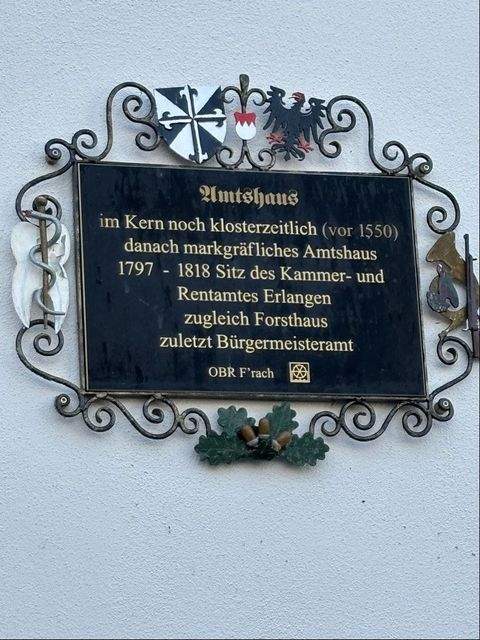 Amtshaus
im Kern noch klosterzeitlich (vor 1550)
danach markgräfliches Amtshaus
1797 - 1818 Sitz des Kammer- und
Rentamtes Erlangen
zugleich Forsthaus
zuletzt Bürgermeisteramt
OBR F'rach